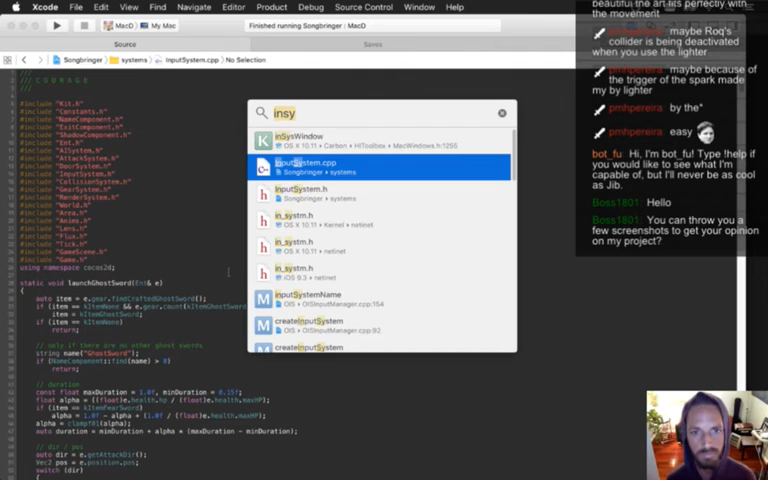 Xcode File Edit View Find Navigate Editor Product Debug Source Control Window Help
MacD My Mac
Finished running Songbringer : MacD
Source
Saves
Songbringer systems InputSystem.cpp No Selection
/// C O U R A G E
///
#include "Kit.h"
#include "Constants.h"
#include "NameComponent.h"
#include "ExitComponent.h"
#include "ShadowComponent.h"
#include "Ent.h"
#include "AISystem.h"
#include "AttackSystem.h"
#include "DoorSystem.h"
#include "InputSystem.h"
#include "CollisionSystem.h"
#include "GearSystem.h"
#include "RenderSystem.h"
#include "World.h"
#include "Area.h"
#include "Anims.h"
#include "Lens.h"
#include "Flux.h"
#include "Tick.h"
#include "GameScene.h"
#include "Game.h"
using namespace cocos2d;
static void launchGhostSword(Ent& e)
{
auto item = e.gear.findCraftedGhostSword();
if (item == kItemNone && e.gear.count(kItemGhostSword
item = kItemGhostSword;
if (item == kItemNone)
return;
// only if there are no other ghost swords
string name("GhostSword");
if (NameComponent::find(name) > 0)
return;
// duration
const float maxDuration = 1.0f, minDuration = 0.15f;
float alpha = ((float)e.health.hp / (float)e.health.maxHP);
if (item == kItemFearSword)
alpha = 1.0f - alpha + (1.0f / (float)e.health.maxHP);
alpha = clampf01(alpha);
auto duration = minDuration + alpha * (maxDuration - minDuration);
// dir / pos
auto dir = e.getAttackDir();
Vec2 pos = e.position.pos;
switch (dir)
insy
inSysWindow
OS X 10.11 ▸ Carbon ▸ HIToolbox ▸ MacWindows.h:1255
InputSystem.cpp
Songbringer ▸ systems
InputSystem.h
Songbringer ▸ systems
in_systm.h
OS X 10.11 ▸ Kernel ▸ netinet
in_systm.h
OS X 10.11 ▸ netinet
in_systm.h
iOS 9.3 ▸ netinet
inputSystemName
OIS ▸ OISInputManager.cpp:154
createInputSystem
OIS ▸ OISInputManager.cpp:92
createInputSystem
beautiful the art fits perfectly with
the movement
pmhpereira maybe Roq's
collider is being deactivated
when you use the lighter
pmhpereira maybe because of
the trigger of the spark made
my by lighter
pmhpereira by the*
pmhpereira easy
bot_fu Hi, I'm bot_fu! Type !help if
you would like to see what I'm
capable of, but I'll never be as cool
as Jib.
Boss1801: Hello
Boss1801: You can throw you a
few screenshots to get your opinion
on my project?